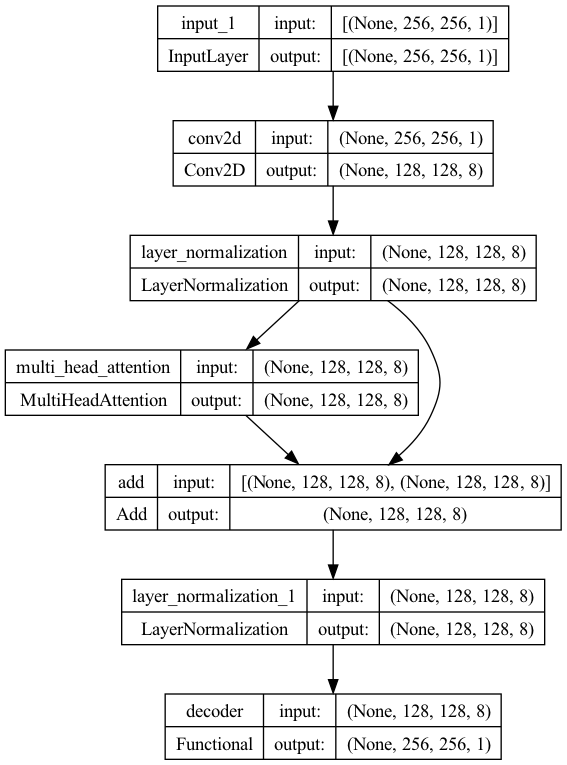 input_1 input: [(None, 256, 256, 1)]
InputLayer output: [(None, 256, 256, 1)]
conv2d input: (None, 256, 256, 1)
Conv2D output: (None, 128, 128, 8)
layer_normalization input: (None, 128, 128, 8)
LayerNormalization output: (None, 128, 128, 8)
multi_head_attention input: (None, 128, 128, 8)
MultiHeadAttention output: (None, 128, 128, 8)
add input: [(None, 128, 128, 8), (None, 128, 128, 8)]
Add output: (None, 128, 128, 8)
layer_normalization_1 input: (None, 128, 128, 8)
LayerNormalization output: (None, 128, 128, 8)
decoder input: (None, 128, 128, 8)
Functional output: (None, 256, 256, 1)